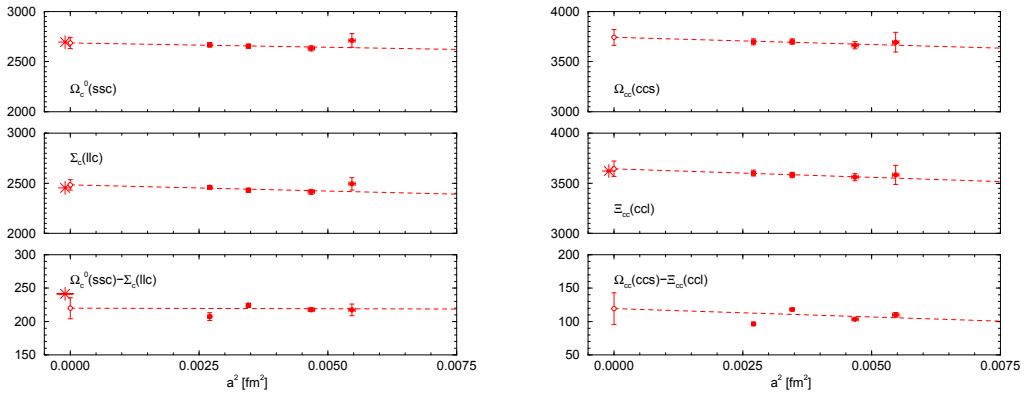 3000
2500
2000
Ω_c^0(ssc)
3000
2500
2000
Σ_c(llc)
300
250
200
150
Ω_c^0(ssc)−Σ_c(llc)
0.0000 0.0025 0.0050 0.0075
a^2 [fm^2]
4000
3500
3000
Ω_cc(ccs)
4000
3500
3000
Ξ_cc(ccl)
200
150
100
50
Ω_cc(ccs)−Ξ_cc(ccl)
0.0000 0.0025 0.0050 0.0075
a^2 [fm^2]